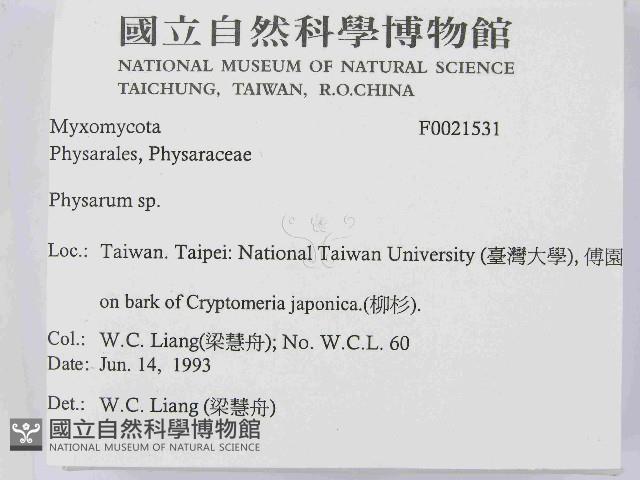 國立自然科學博物館
NATIONAL MUSEUM OF NATURAL SCIENCE
TAICHUNG, TAIWAN, R.O.CHINA
Myxomycota F0021531
Physarales, Physaraceae
Physarum sp.
Loc.: Taiwan. Taipei: National Taiwan University (臺灣大學), 傅園
on bark of Cryptomeria japonica.(柳杉).
Col.: W.C. Liang(梁慧舟); No. W.C.L. 60
Date: Jun. 14, 1993
Det.: W.C. Liang (梁慧舟)
國立自然科學博物館
NATIONAL MUSEUM OF NATURAL SCIENCE